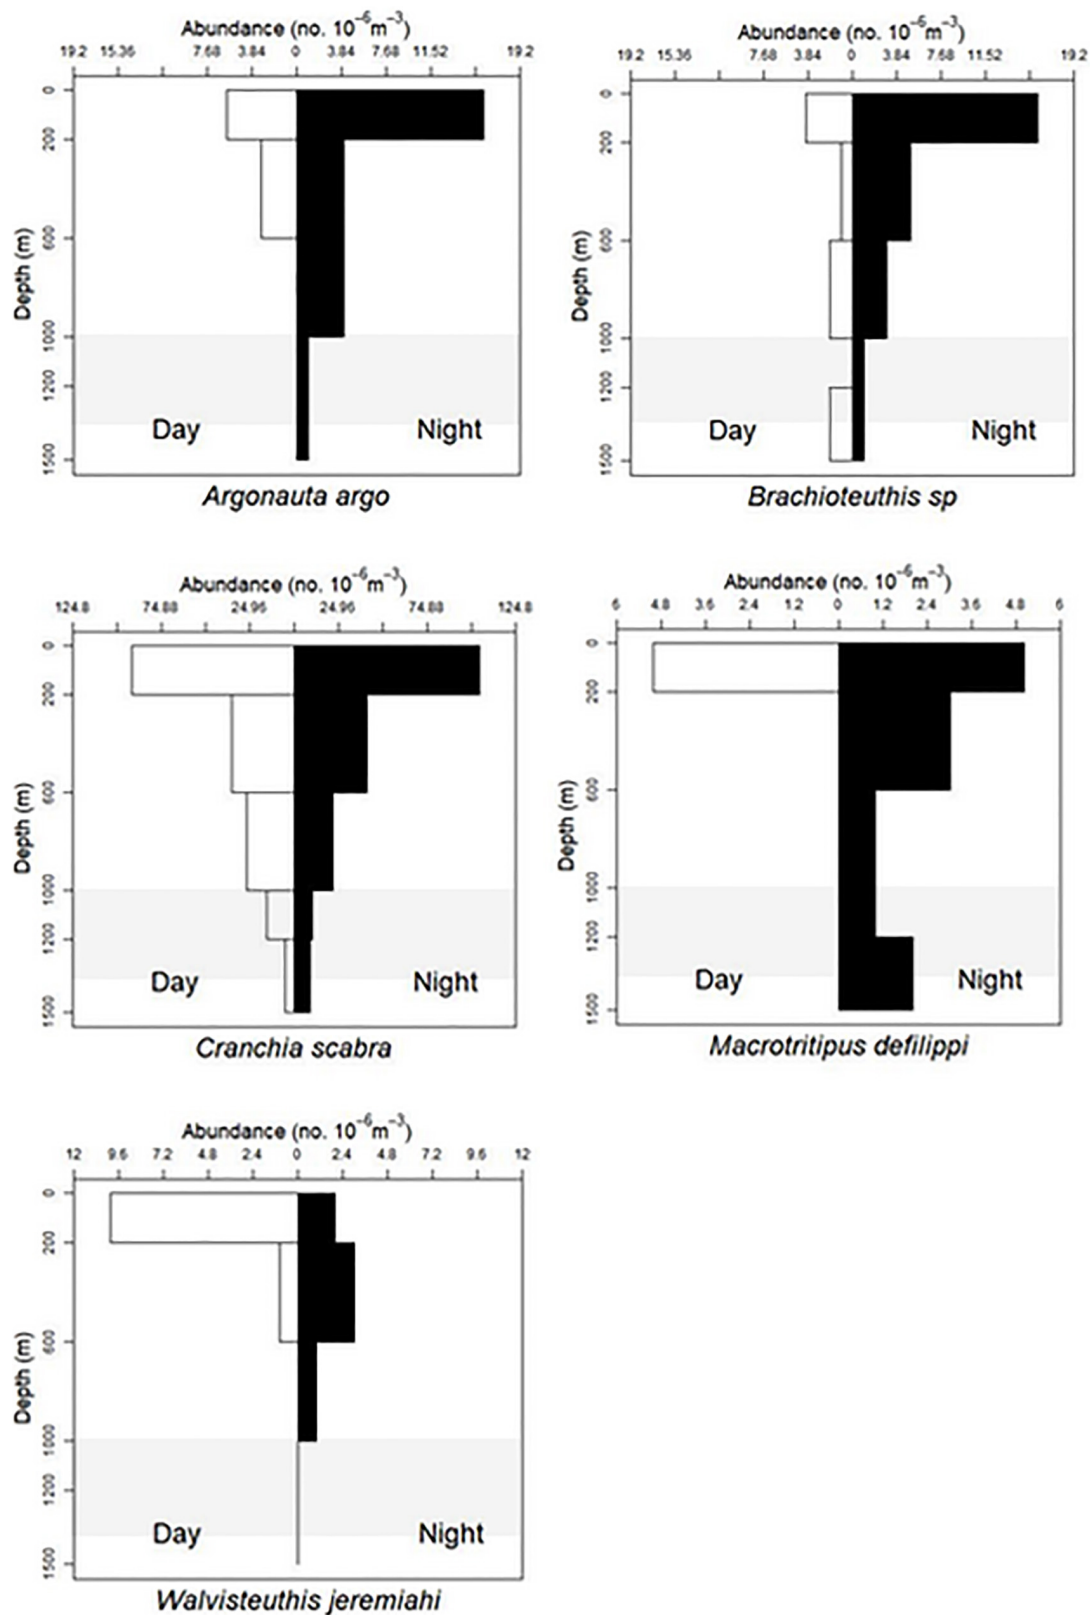 Abundance (no. 10⁻⁶m⁻³)
19.2 15.36 7.68 3.84 0 3.84 7.68 11.52 19.2
Depth (m)
0
200
600
1000
1200
1500
Day Night
Argonauta argo
Abundance (no. 10⁻⁶m⁻³)
19.2 15.36 7.68 3.84 0 3.84 7.68 11.52 19.2
Depth (m)
0
200
600
1000
1200
1500
Day Night
Brachioteuthis sp
Abundance (no. 10⁻⁶m⁻³)
124.8 74.88 24.96 24.96 74.88 124.8
Depth (m)
0
200
600
1000
1200
1500
Day Night
Cranchia scabra
Abundance (no. 10⁻⁶m⁻³)
6 4.8 3.6 2.4 1.2 0 1.2 2.4 3.6 4.8 6
Depth (m)
0
200
600
1000
1200
1500
Day Night
Macrotritipus defilippi
Abundance (no. 10⁻⁶m⁻³)
12 9.6 7.2 4.8 2.4 0 2.4 4.8 7.2 9.6 12
Depth (m)
0
200
600
1000
1200
1500
Day Night
Walvisteuthis jeremiahi